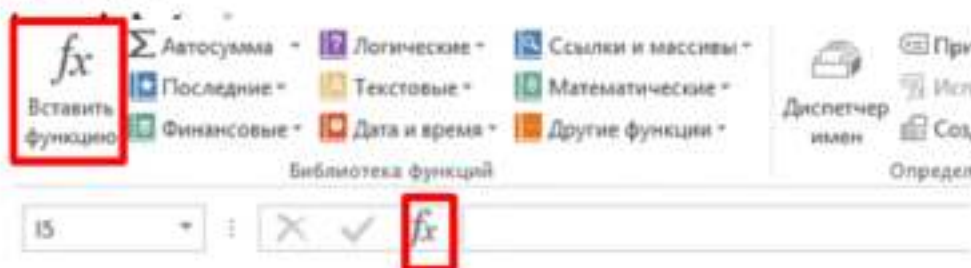 fx Σ Автосумма Логические Ссылки и массивы
Вставить функцию Последние Текстовые Математические Диспетчер имен
Финансовые Дата и время Другие функции
Библиотека функций
I5 fx